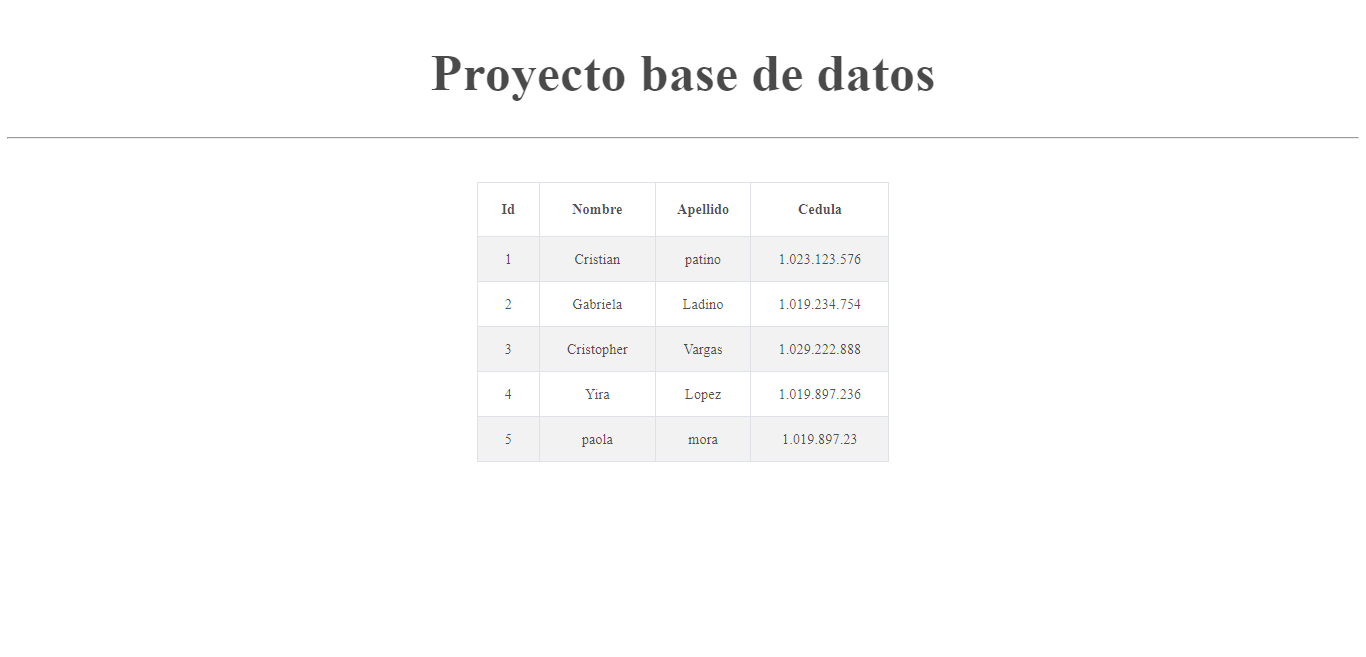 Proyecto base de datos
Id Nombre Apellido Cedula
1 Cristian patino 1.023.123.576
2 Gabriela Ladino 1.019.234.754
3 Cristopher Vargas 1.029.222.888
4 Yira Lopez 1.019.897.236
5 paola mora 1.019.897.23